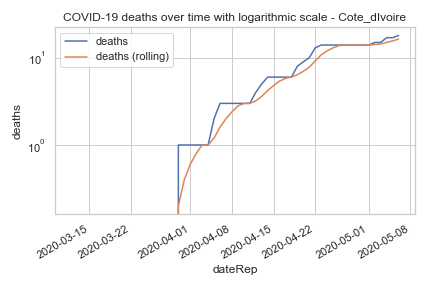 COVID-19 deaths over time with logarithmic scale - Cote_dIvoire
deaths
deaths (rolling)
10¹
10⁰
deaths
2020-03-15
2020-03-22
2020-04-01
2020-04-08
2020-04-15
2020-04-22
2020-05-01
2020-05-08
dateRep